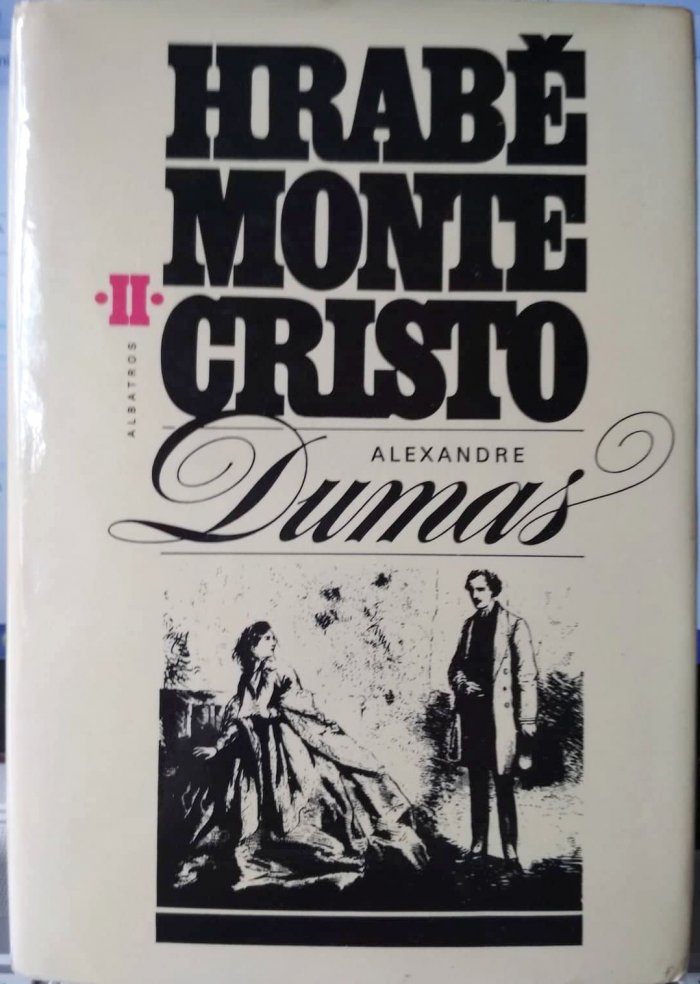 HRABĚ
MONTE
CRISTO
·II·
ALBATROS
ALEXANDRE
Dumas